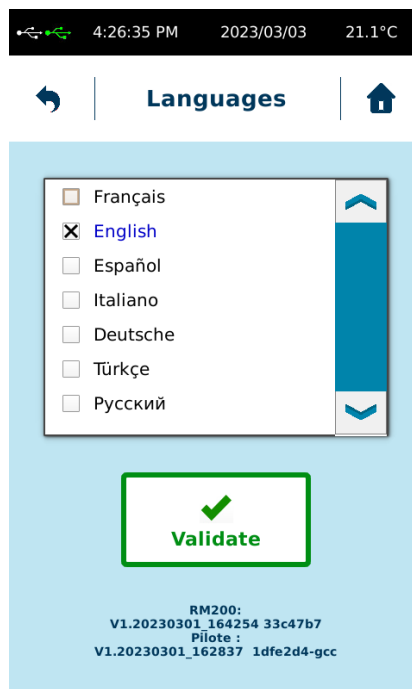 4:26:35 PM 2023/03/03 21.1°C
Languages
Français
English
Español
Italiano
Deutsche
Türkçe
Русский
Validate
RM200:
V1.20230301_164254 33c47b7
Pilote :
V1.20230301_162837 1dfe2d4-gcc